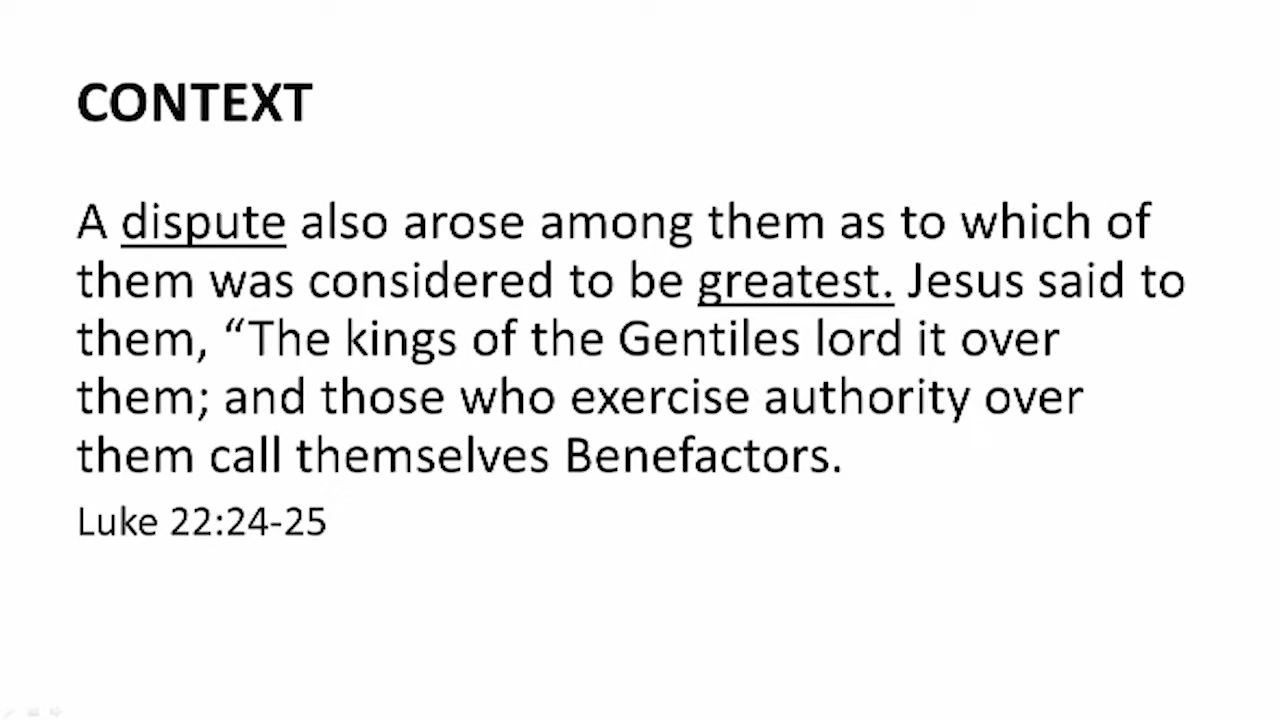 CONTEXT
A dispute also arose among them as to which of
them was considered to be greatest. Jesus said to
them, “The kings of the Gentiles lord it over
them; and those who exercise authority over
them call themselves Benefactors.
Luke 22:24-25